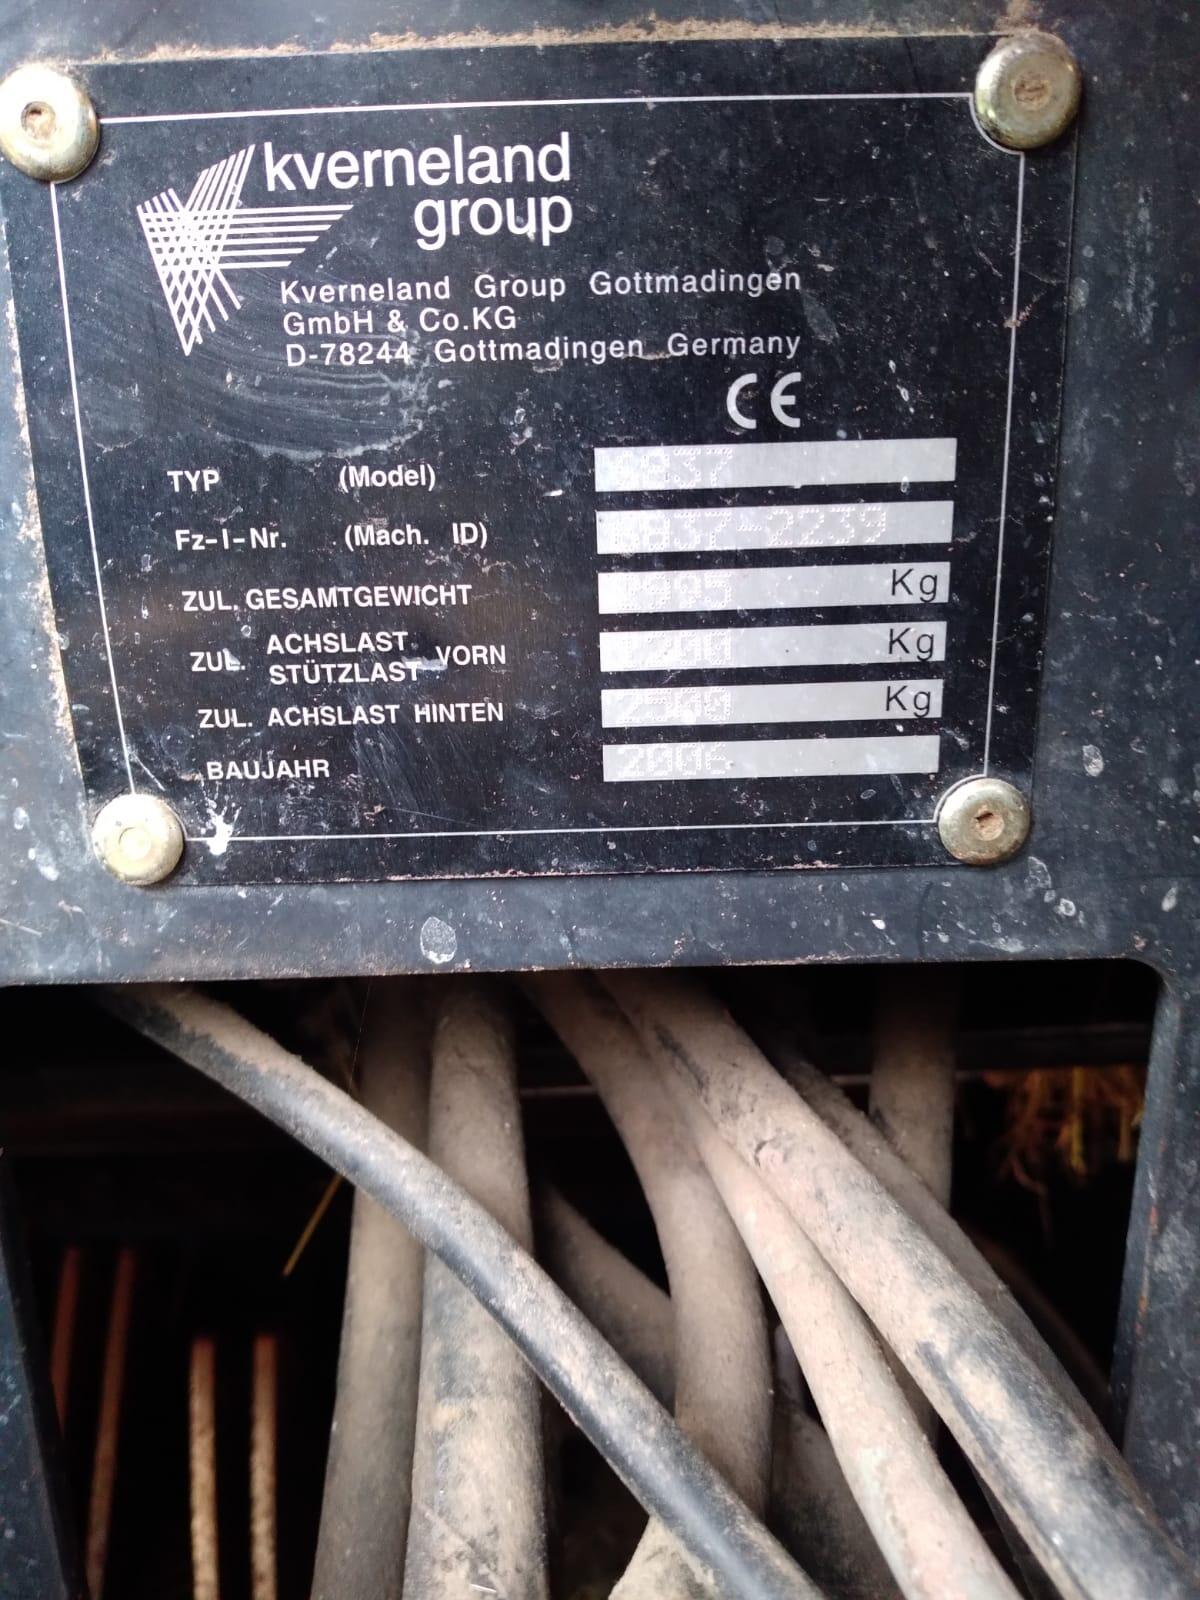 kverneland
group
Kverneland Group Gottmadingen
GmbH & Co.KG
D-78244 Gottmadingen Germany
CE
TYP (Model)
Fz-I-Nr. (Mach. ID)
ZUL. GESAMTGEWICHT Kg
ZUL. ACHSLAST STÜTZLAST VORN Kg
ZUL. ACHSLAST HINTEN Kg
BAUJAHR 2006